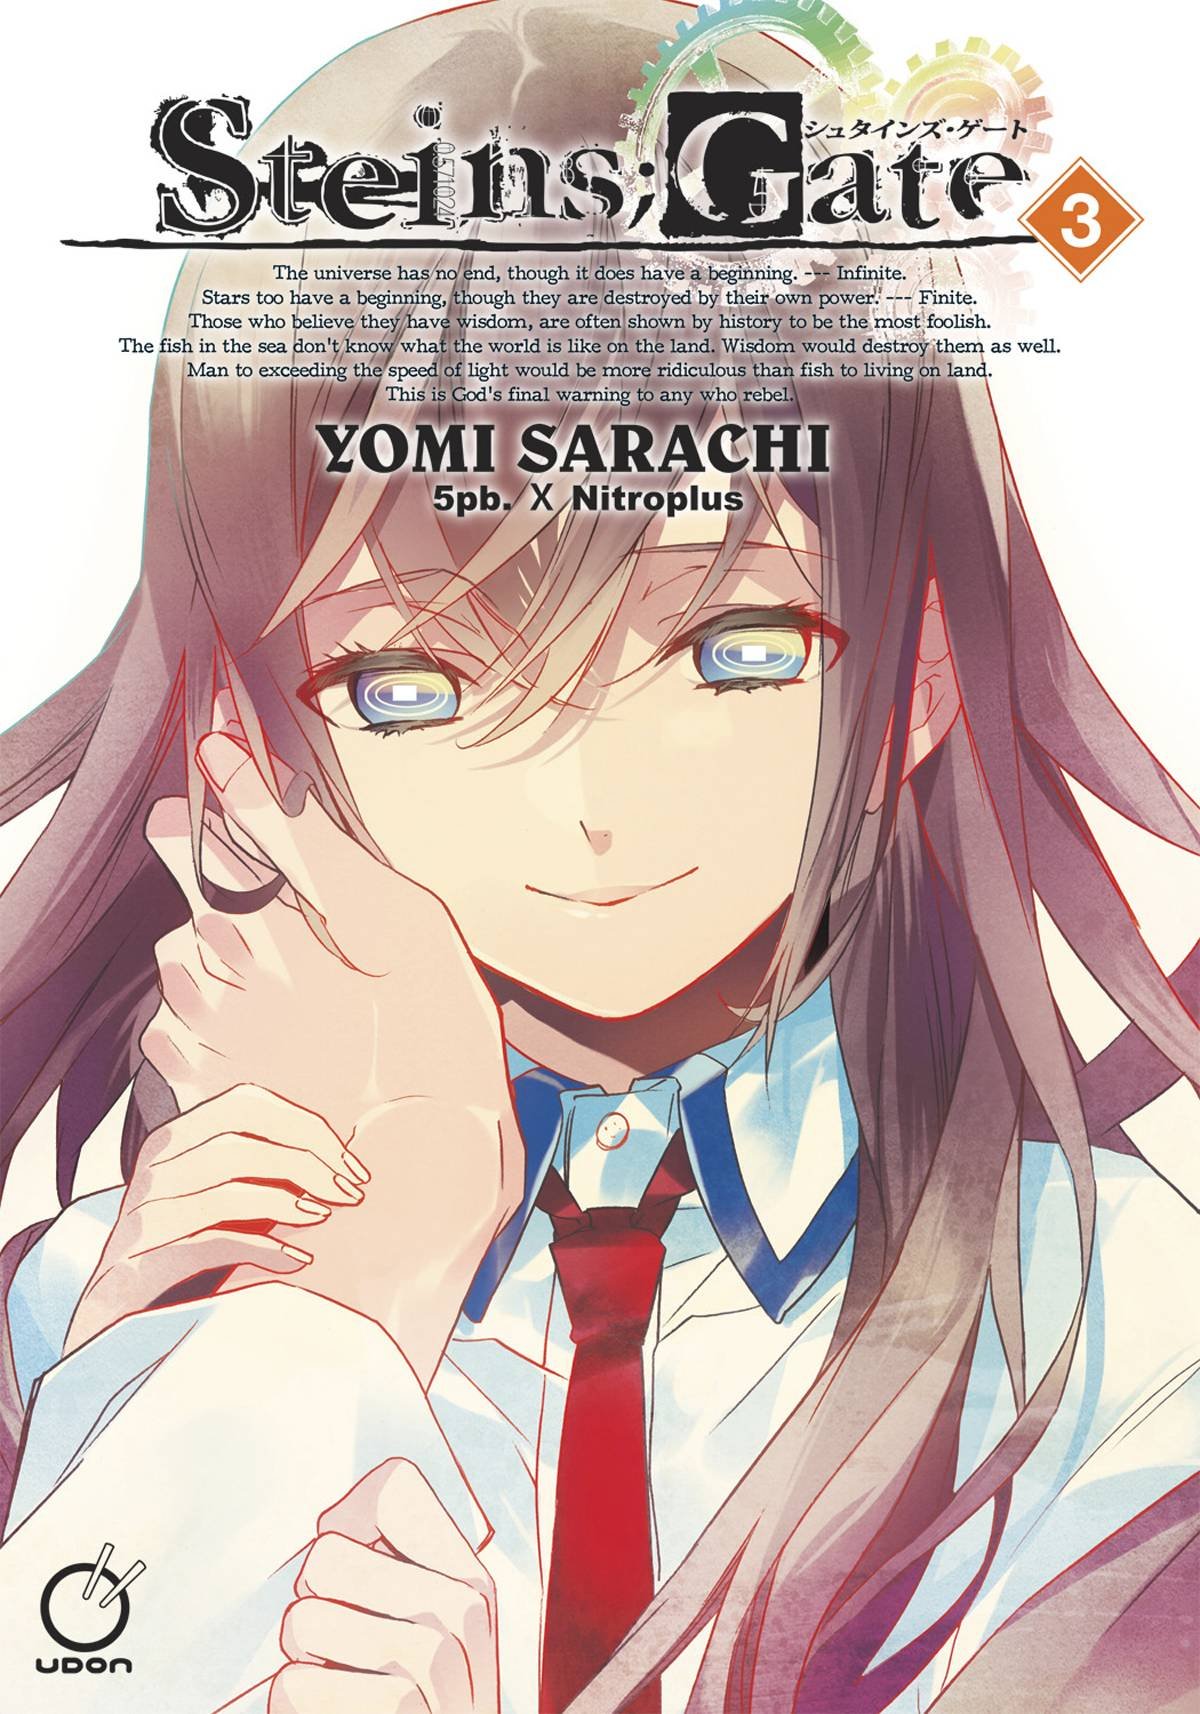 シュタインズ・ゲート
Steins;Gate
0.571024
3
The universe has no end, though it does have a beginning. --- Infinite.
Stars too have a beginning, though they are destroyed by their own power. --- Finite.
Those who believe they have wisdom, are often shown by history to be the most foolish.
The fish in the sea don't know what the world is like on the land. Wisdom would destroy them as well.
Man to exceeding the speed of light would be more ridiculous than fish to living on land.
This is God's final warning to any who rebel.
YOMI SARACHI
5pb. X Nitroplus
UDON